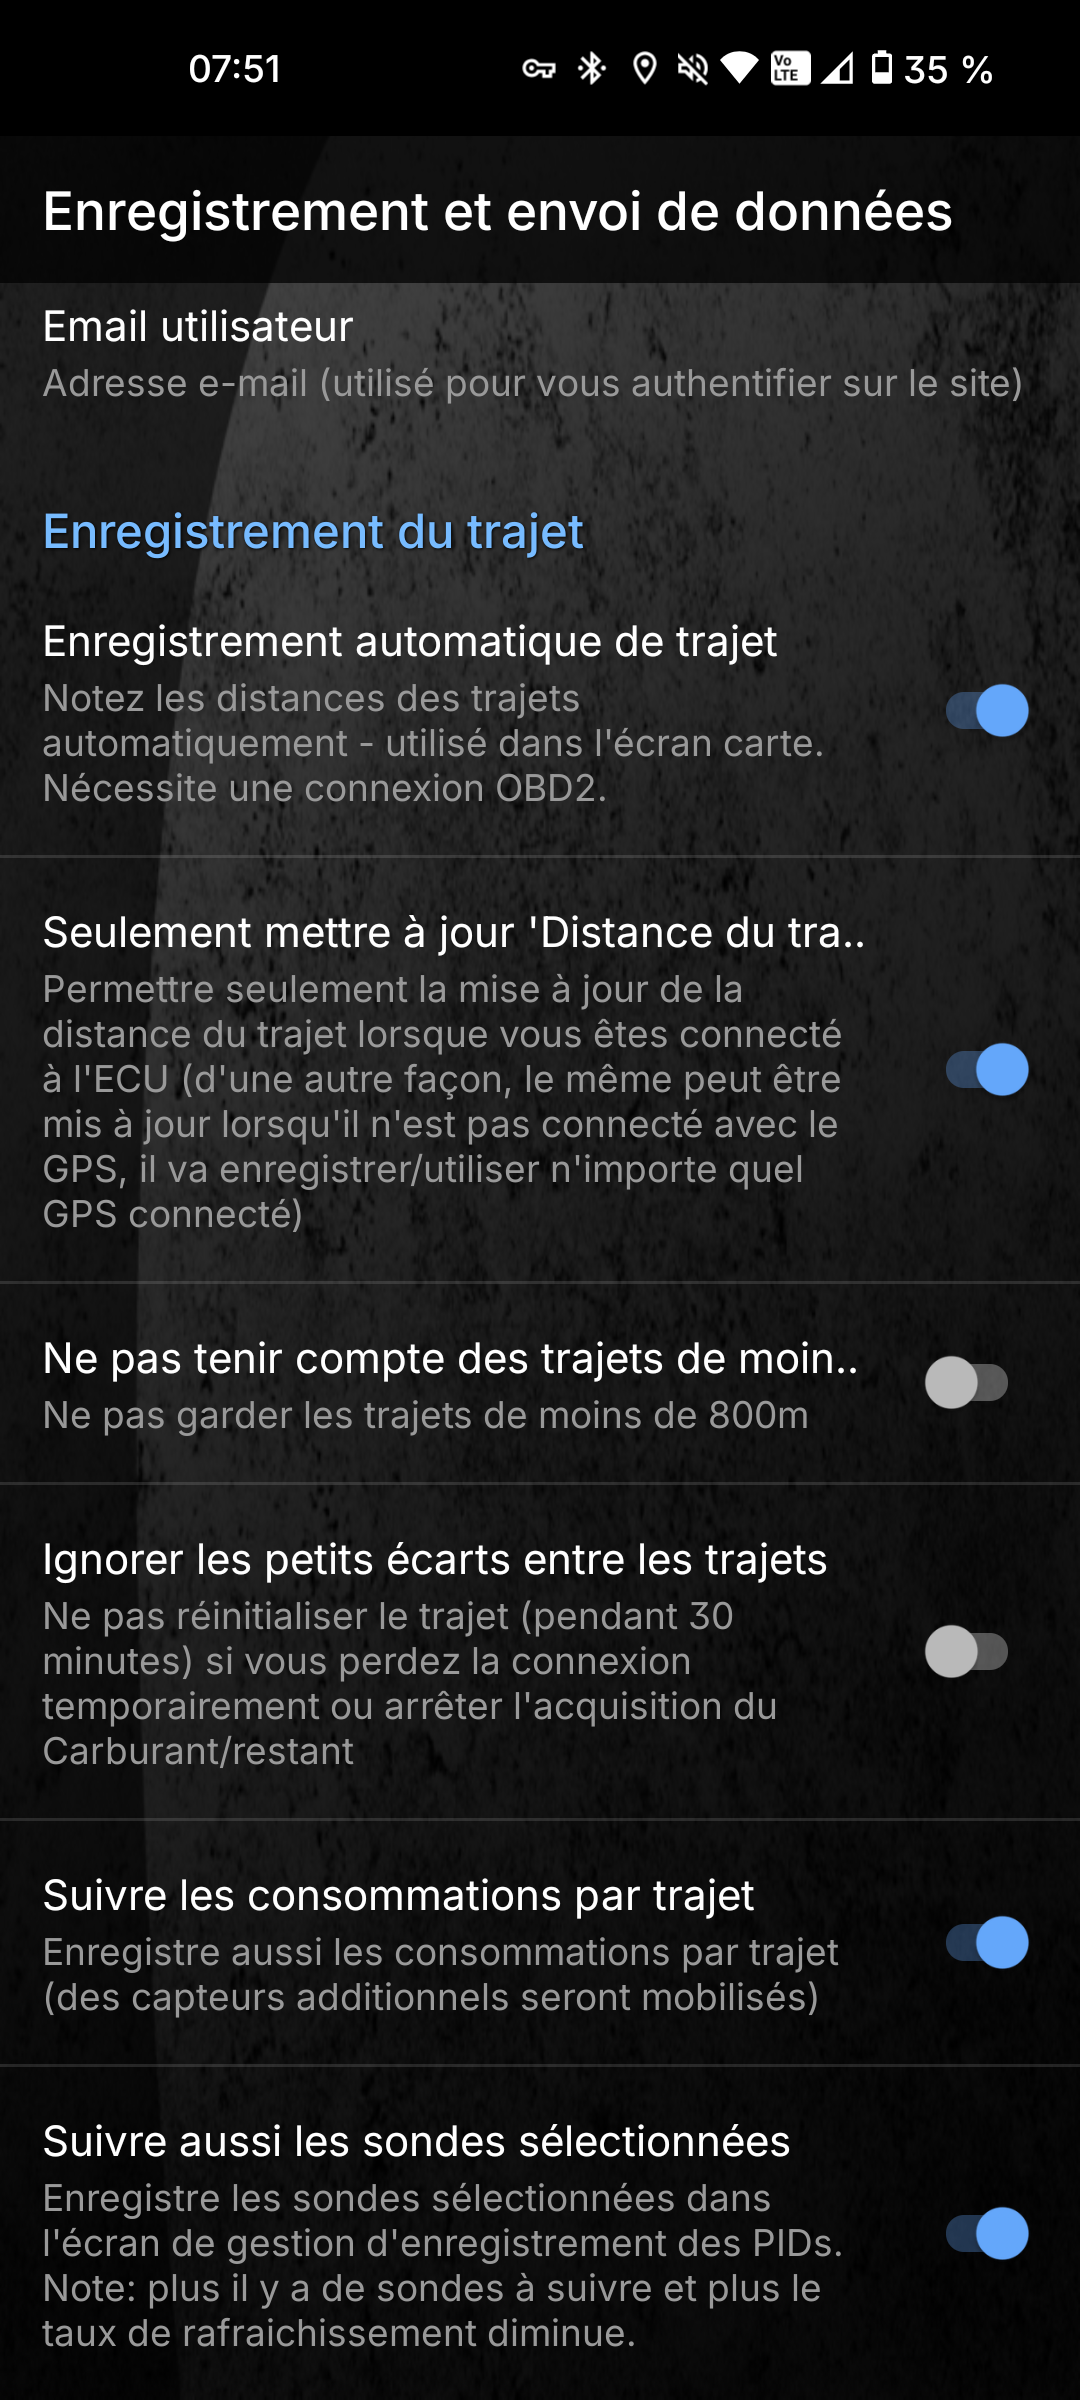 07:51
Vo LTE
35 %
Enregistrement et envoi de données
Email utilisateur
Adresse e-mail (utilisé pour vous authentifier sur le site)
Enregistrement du trajet
Enregistrement automatique de trajet
Notez les distances des trajets
automatiquement - utilisé dans l'écran carte.
Nécessite une connexion OBD2.
Seulement mettre à jour 'Distance du tra..
Permettre seulement la mise à jour de la
distance du trajet lorsque vous êtes connecté
à l'ECU (d'une autre façon, le même peut être
mis à jour lorsqu'il n'est pas connecté avec le
GPS, il va enregistrer/utiliser n'importe quel
GPS connecté)
Ne pas tenir compte des trajets de moin..
Ne pas garder les trajets de moins de 800m
Ignorer les petits écarts entre les trajets
Ne pas réinitialiser le trajet (pendant 30
minutes) si vous perdez la connexion
temporairement ou arrêter l'acquisition du
Carburant/restant
Suivre les consommations par trajet
Enregistre aussi les consommations par trajet
(des capteurs additionnels seront mobilisés)
Suivre aussi les sondes sélectionnées
Enregistre les sondes sélectionnées dans
l'écran de gestion d'enregistrement des PIDs.
Note: plus il y a de sondes à suivre et plus le
taux de rafraichissement diminue.